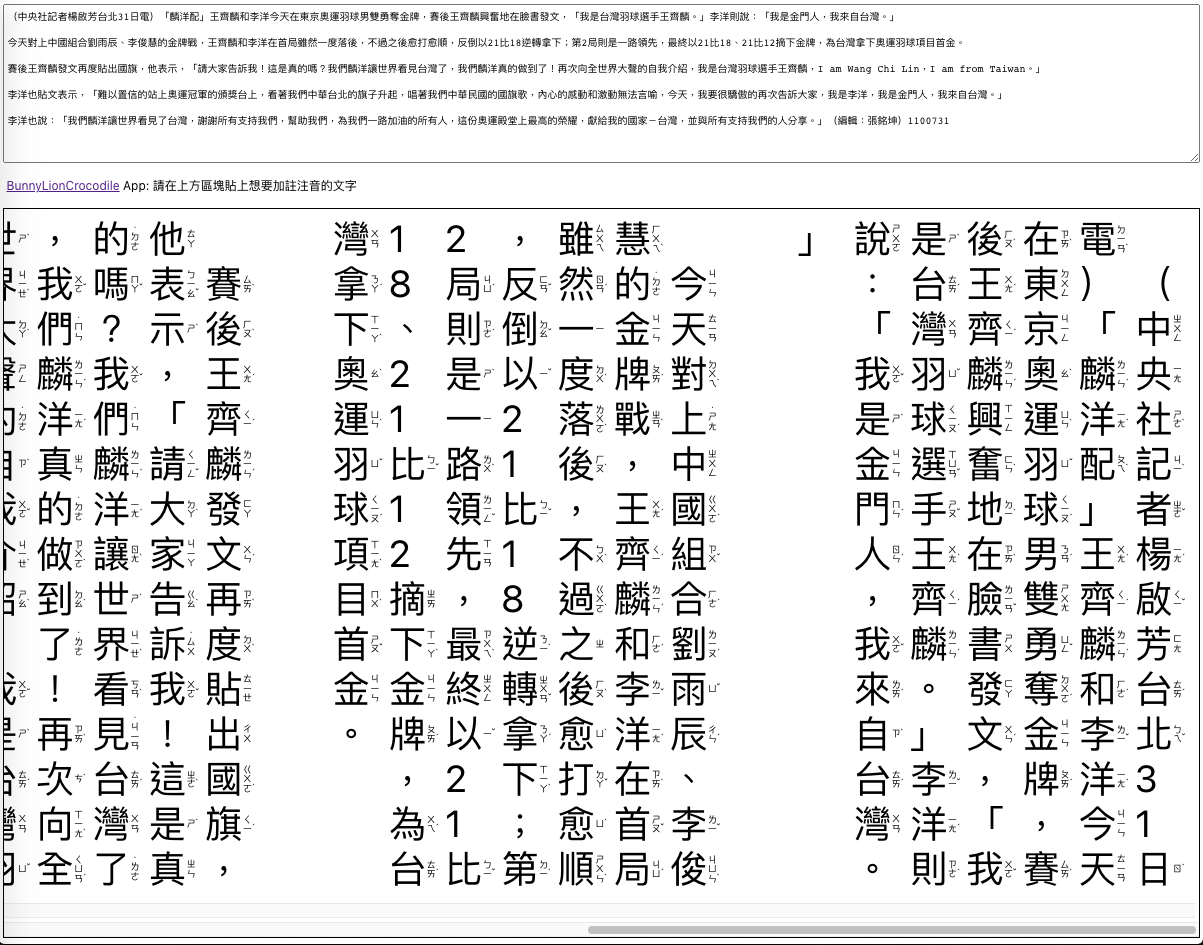 （中央社記者楊啟芳台北31日電）「麟洋配」王齊麟和李洋今天在東京奧運羽球男雙勇奪金牌，賽後王齊麟興奮地在臉書發文，「我是台灣羽球選手王齊麟。」李洋則說：「我是金門人，我來自台灣。」
今天對上中國組合劉雨辰、李俊慧的金牌戰，王齊麟和李洋在首局雖然一度落後，不過之後愈打愈順，反倒以21比18逆轉拿下；第2局則是一路領先，最終以21比18、21比12摘下金牌，為台灣拿下奧運羽球項目首金。
賽後王齊麟發文再度貼出國旗，他表示，「請大家告訴我！這是真的嗎？我們麟洋讓世界看見台灣了，我們麟洋真的做到了！再次向全世界大聲的自我介紹，我是台灣羽球選手王齊麟，I am Wang Chi Lin，I am from Taiwan。」
李洋也貼文表示，「難以置信的站上奧運冠軍的頒獎台上，看著我們中華台北的旗子升起，唱著我們中華民國的國旗歌，內心的感動和激動無法言喻，今天，我要很驕傲的再次告訴大家，我是李洋，我是金門人，我來自台灣。」
李洋也說：「我們麟洋讓世界看見了台灣，謝謝所有支持我們，幫助我們，為我們一路加油的所有人，這份奧運殿堂上最高的榮耀，獻給我的國家－台灣，並與所有支持我們的人分享。」（編輯：張銘坤）1100731
BunnyLionCrocodile App: 請在上方區塊貼上想要加註注音的文字
（中央社記者楊啟芳台北31日
電）「麟洋配」王齊麟和李洋今天
在東京奧運羽球男雙勇奪金牌，賽
後王齊麟興奮地在臉書發文，「我
是台灣羽球選手王齊麟。」李洋則
說：「我是金門人，我來自台灣。
」
今天對上中國組合劉雨辰、李俊
慧的金牌戰，王齊麟和李洋在首局
雖然一度落後，不過之後愈打愈順
，反倒以21比18逆轉拿下；第
2局則是一路領先，最終以21比
18、21比12摘下金牌，為台
灣拿下奧運羽球項目首金。
賽後王齊麟發文再度貼出國旗，
他表示，「請大家告訴我！這是真
的嗎？我們麟洋讓世界看見台灣了
，我們麟洋真的做到了！再次向全